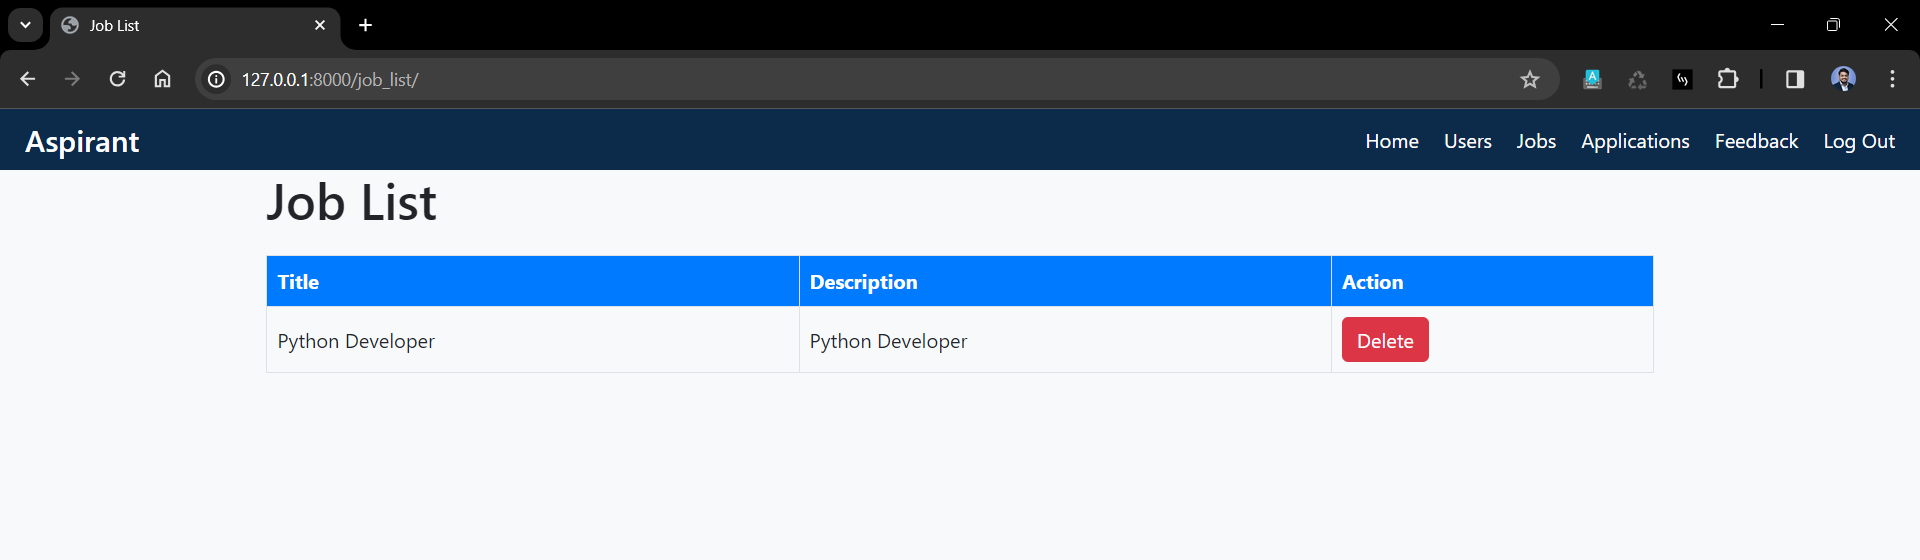 Job List
127.0.0.1:8000/job_list/
Aspirant Home Users Jobs Applications Feedback Log Out
Job List
Title Description Action
Python Developer Python Developer Delete